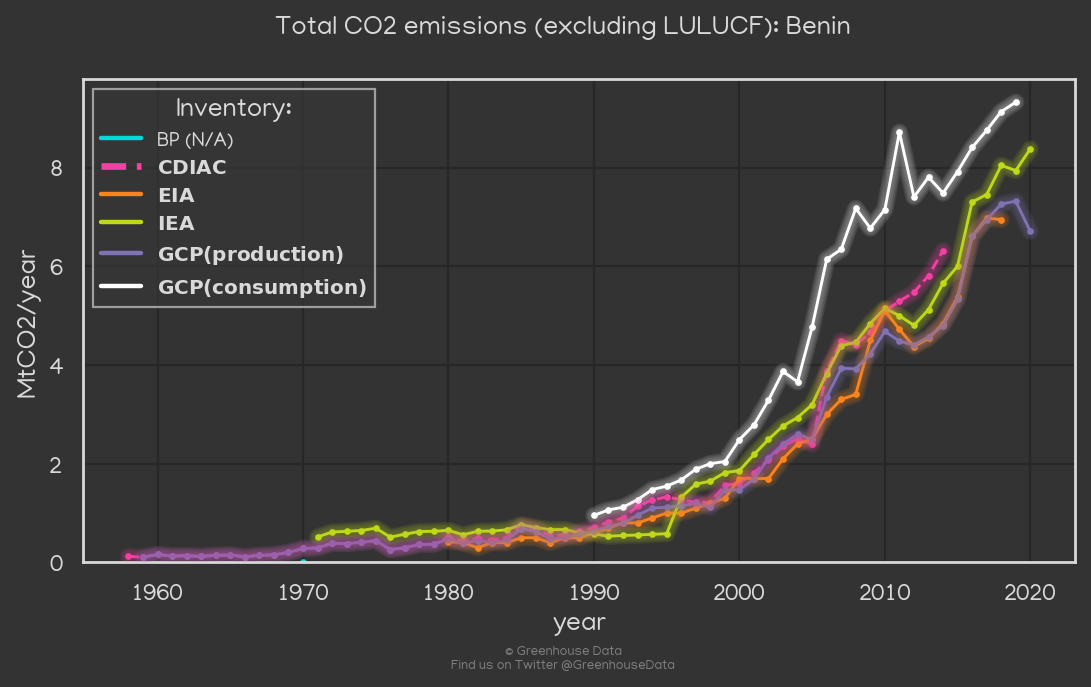 Total CO2 emissions (excluding LULUCF): Benin
Inventory:
BP (N/A)
CDIAC
EIA
IEA
GCP(production)
GCP(consumption)
MtCO2/year
8
6
4
2
0
1960 1970 1980 1990 2000 2010 2020
year
© Greenhouse Data
Find us on Twitter @GreenhouseData